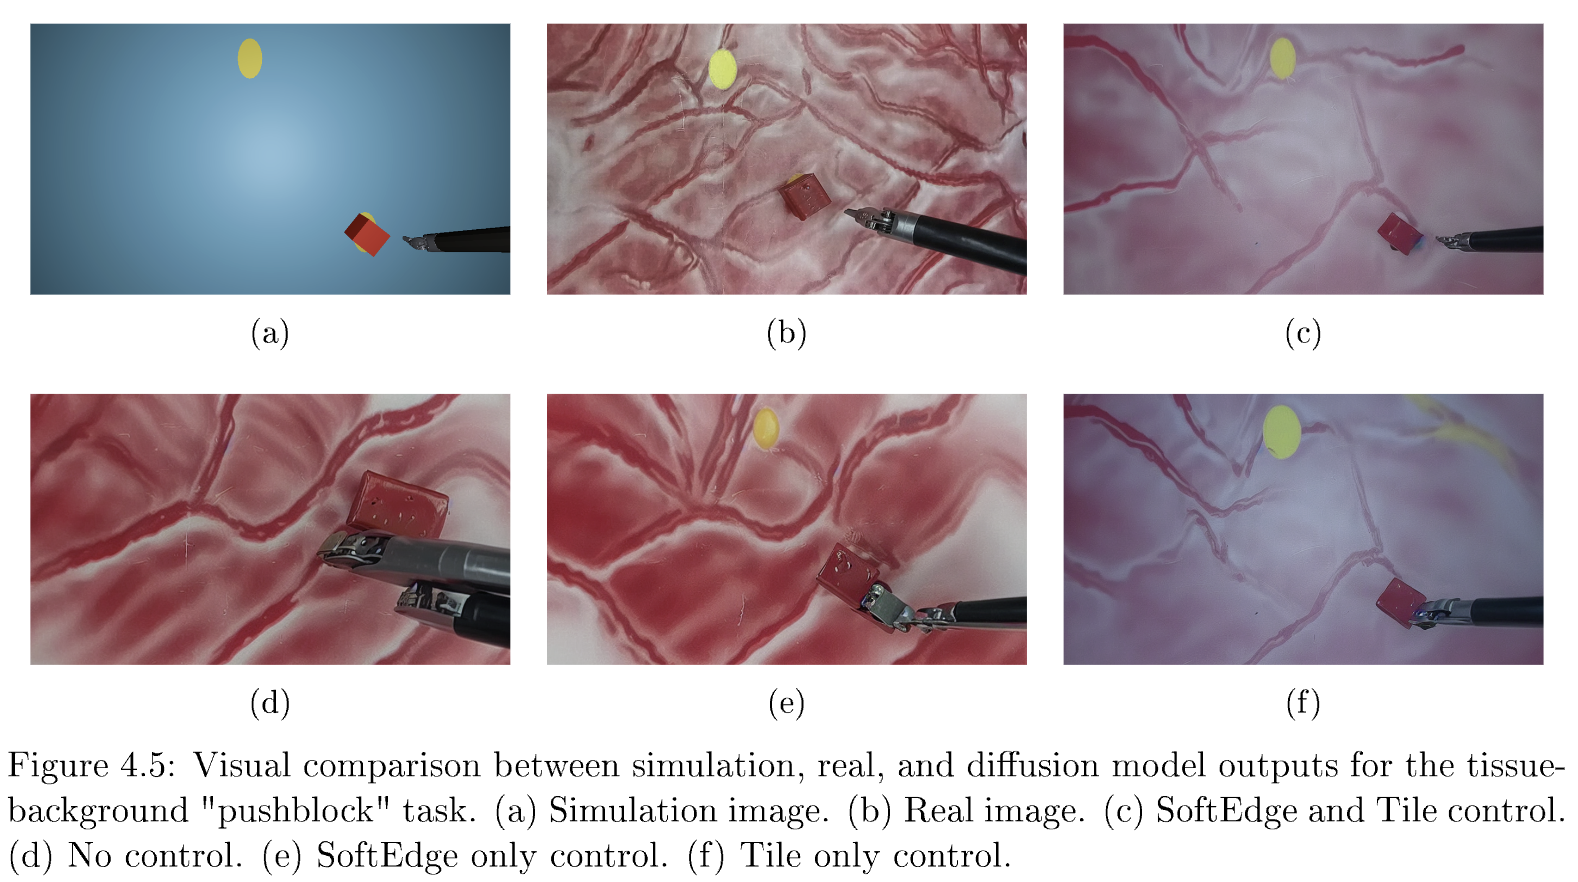 (a)
(b)
(c)
(d)
(e)
(f)
Figure 4.5: Visual comparison between simulation, real, and diffusion model outputs for the tissue-
background "pushblock" task. (a) Simulation image. (b) Real image. (c) SoftEdge and Tile control.
(d) No control. (e) SoftEdge only control. (f) Tile only control.